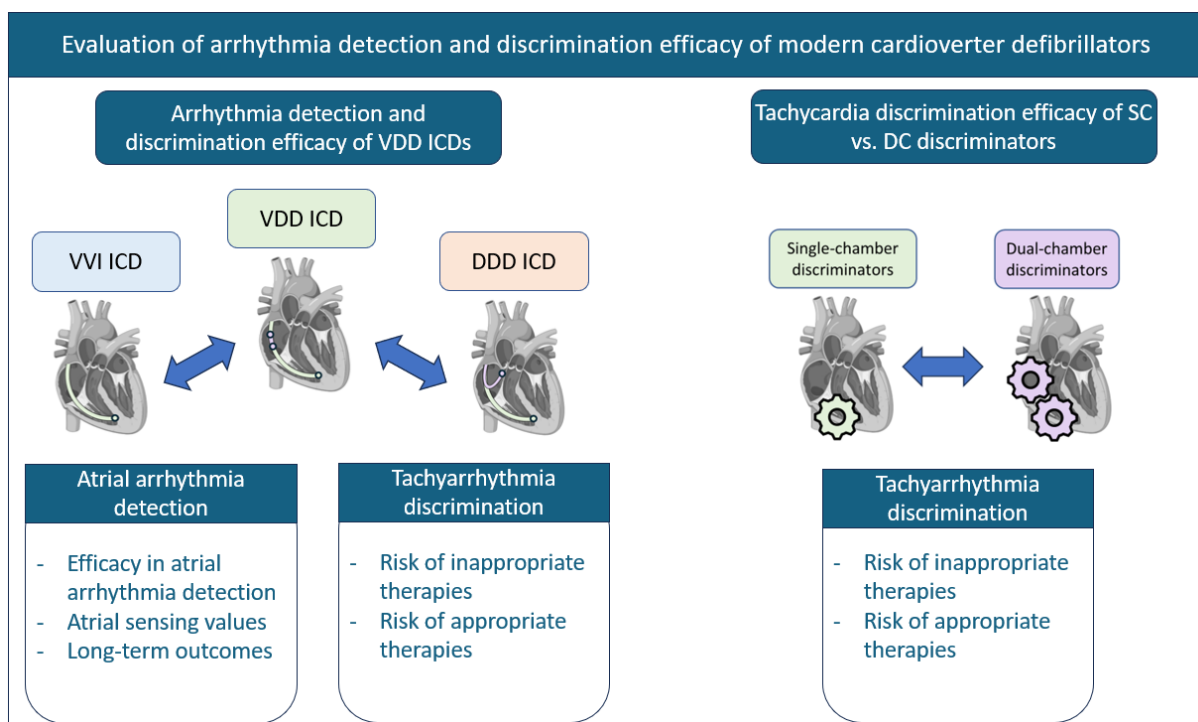 Evaluation of arrhythmia detection and discrimination efficacy of modern cardioverter defibrillators
Arrhythmia detection and
discrimination efficacy of VDD ICDs
Tachycardia discrimination efficacy of SC
vs. DC discriminators
VVI ICD
VDD ICD
DDD ICD
Single-chamber
discriminators
Dual-chamber
discriminators
Atrial arrhythmia
detection
- Efficacy in atrial
arrhythmia detection
- Atrial sensing values
- Long-term outcomes
Tachyarrhythmia
discrimination
- Risk of inappropriate
therapies
- Risk of appropriate
therapies
Tachyarrhythmia
discrimination
- Risk of inappropriate
therapies
- Risk of appropriate
therapies